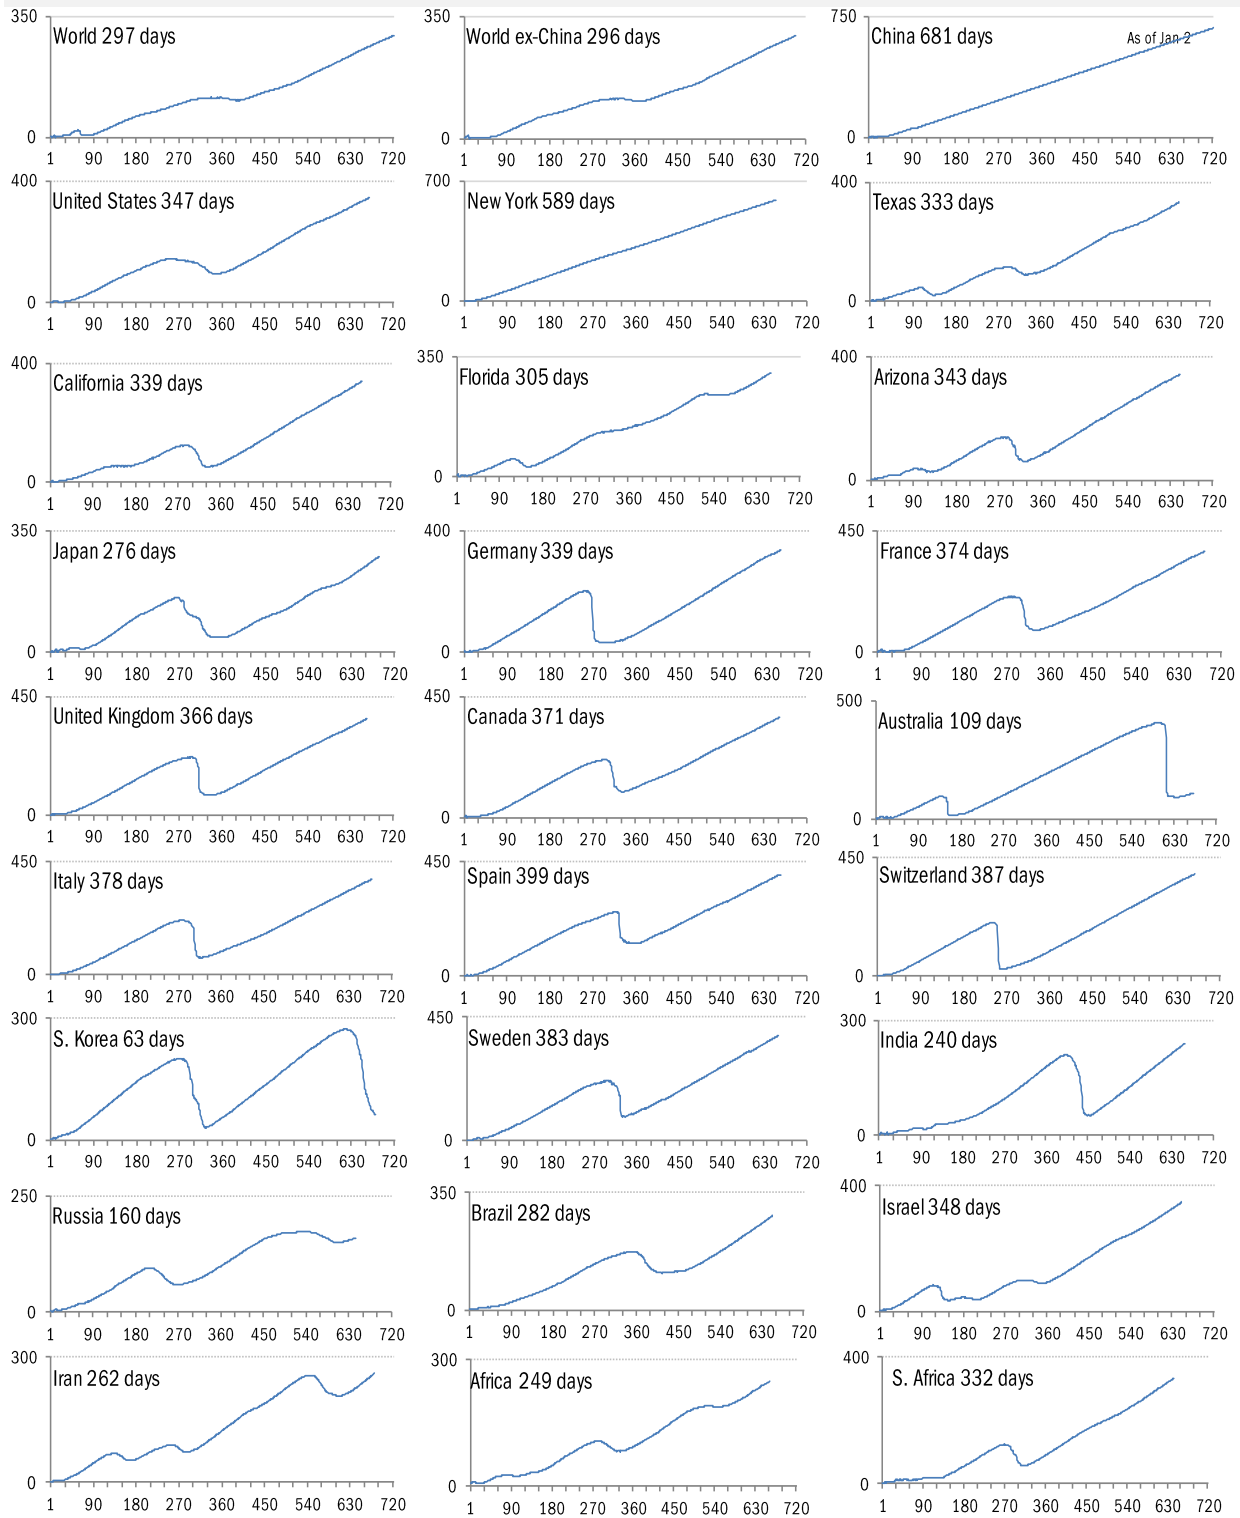 350 350 750
World 297 days World ex-China 296 days China 681 days As of Jan 2
0 0 0
1 90 180 270 360 450 540 630 720 1 90 180 270 360 450 540 630 720 1 90 180 270 360 450 540 630 720
400 700 400
United States 347 days New York 589 days Texas 333 days
0 0 0
1 90 180 270 360 450 540 630 720 1 90 180 270 360 450 540 630 720 1 90 180 270 360 450 540 630 720
400 350 400
California 339 days Florida 305 days Arizona 343 days
0 0 0
1 90 180 270 360 450 540 630 720 1 90 180 270 360 450 540 630 720 1 90 180 270 360 450 540 630 720
350 400 450
Japan 276 days Germany 339 days France 374 days
0 0 0
1 90 180 270 360 450 540 630 720 1 90 180 270 360 450 540 630 720 1 90 180 270 360 450 540 630 720
450 450 500
United Kingdom 366 days Canada 371 days Australia 109 days
0 0 0
1 90 180 270 360 450 540 630 720 1 90 180 270 360 450 540 630 720 1 90 180 270 360 450 540 630 720
450 450 450
Italy 378 days Spain 399 days Switzerland 387 days
0 0 0
1 90 180 270 360 450 540 630 720 1 90 180 270 360 450 540 630 720 1 90 180 270 360 450 540 630 720
300 450 300
S. Korea 63 days Sweden 383 days India 240 days
0 0 0
1 90 180 270 360 450 540 630 720 1 90 180 270 360 450 540 630 720 1 90 180 270 360 450 540 630 720
250 350 400
Russia 160 days Brazil 282 days Israel 348 days
0 0 0
1 90 180 270 360 450 540 630 720 1 90 180 270 360 450 540 630 720 1 90 180 270 360 450 540 630 720
300 300 400
Iran 262 days Africa 249 days S. Africa 332 days
0 0 0
1 90 180 270 360 450 540 630 720 1 90 180 270 360 450 540 630 720 1 90 180 270 360 450 540 630 720